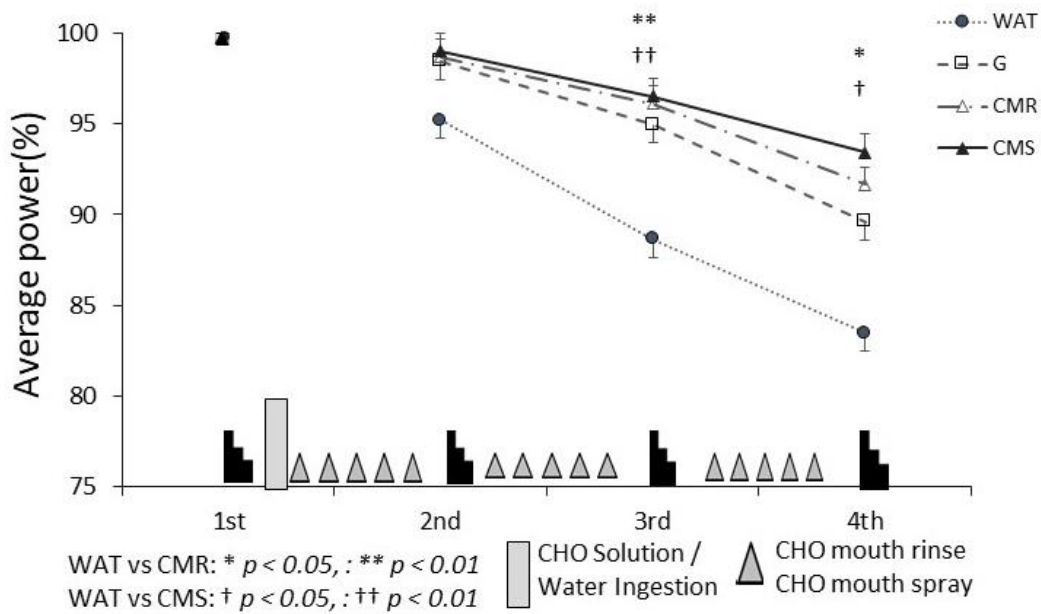 Average power(%)
100
95
90
85
80
75
**
††
*
†
WAT
G
CMR
CMS
1st
2nd
3rd
4th
WAT vs CMR: * p < 0.05, : ** p < 0.01
WAT vs CMS: † p < 0.05, : †† p < 0.01
CHO Solution /
Water Ingestion
CHO mouth rinse
CHO mouth spray